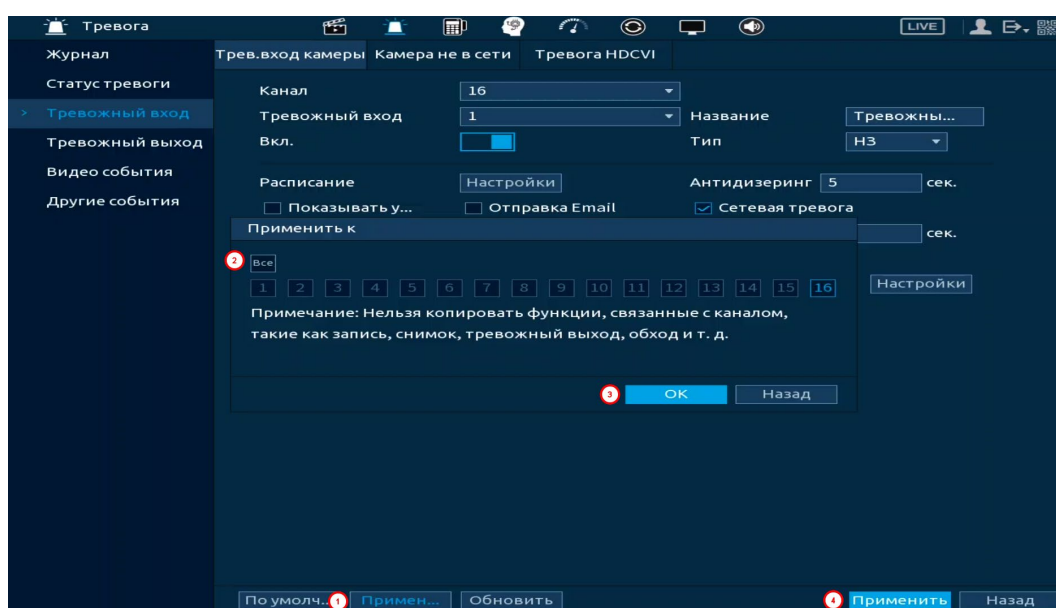 Тревога LIVE
Журнал
Трев.вход камеры Камера не в сети Тревога HDCVI
Статус тревоги
Канал 16
> Тревожный вход
Тревожный вход 1 Название Тревожны...
Тревожный выход
Вкл. Тип НЗ
Видео события
Расписание Настройки Антидизеринг 5 сек.
Другие события
Показывать у... Отправка Email Сетевая тревога
Применить к сек.
2 Все
1 2 3 4 5 6 7 8 9 10 11 12 13 14 15 16 Настройки
Примечание: Нельзя копировать функции, связанные с каналом,
такие как запись, снимок, тревожный выход, обход и т. д.
3 OK Назад
По умолч... 1 Примен... Обновить 4 Применить Назад